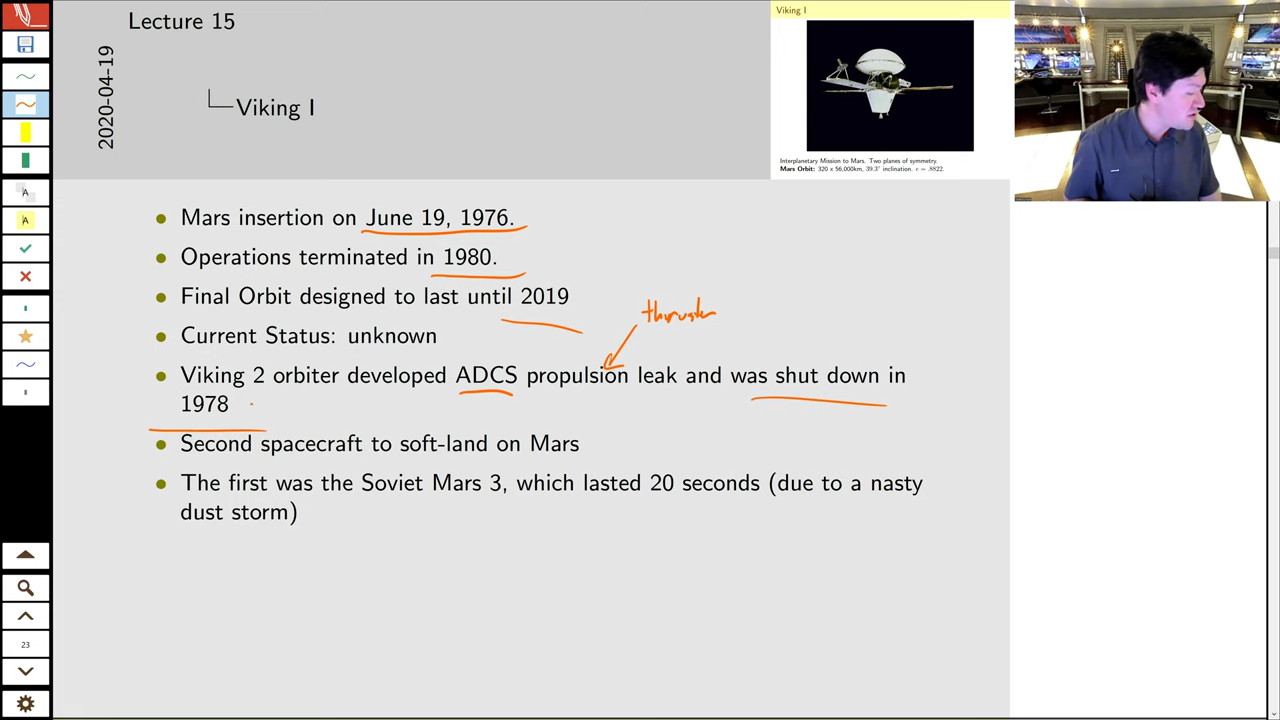 Lecture 15
2020-04-19
Viking I
Viking I
Interplanetary Mission to Mars. Two planes of symmetry.
Mars Orbit: 320 x 56,000km, 39.3° inclination. e = .8822.
• Mars insertion on June 19, 1976.
• Operations terminated in 1980.
• Final Orbit designed to last until 2019
thruster
• Current Status: unknown
• Viking 2 orbiter developed ADCS propulsion leak and was shut down in
1978
• Second spacecraft to soft-land on Mars
• The first was the Soviet Mars 3, which lasted 20 seconds (due to a nasty
dust storm)
A
A
23